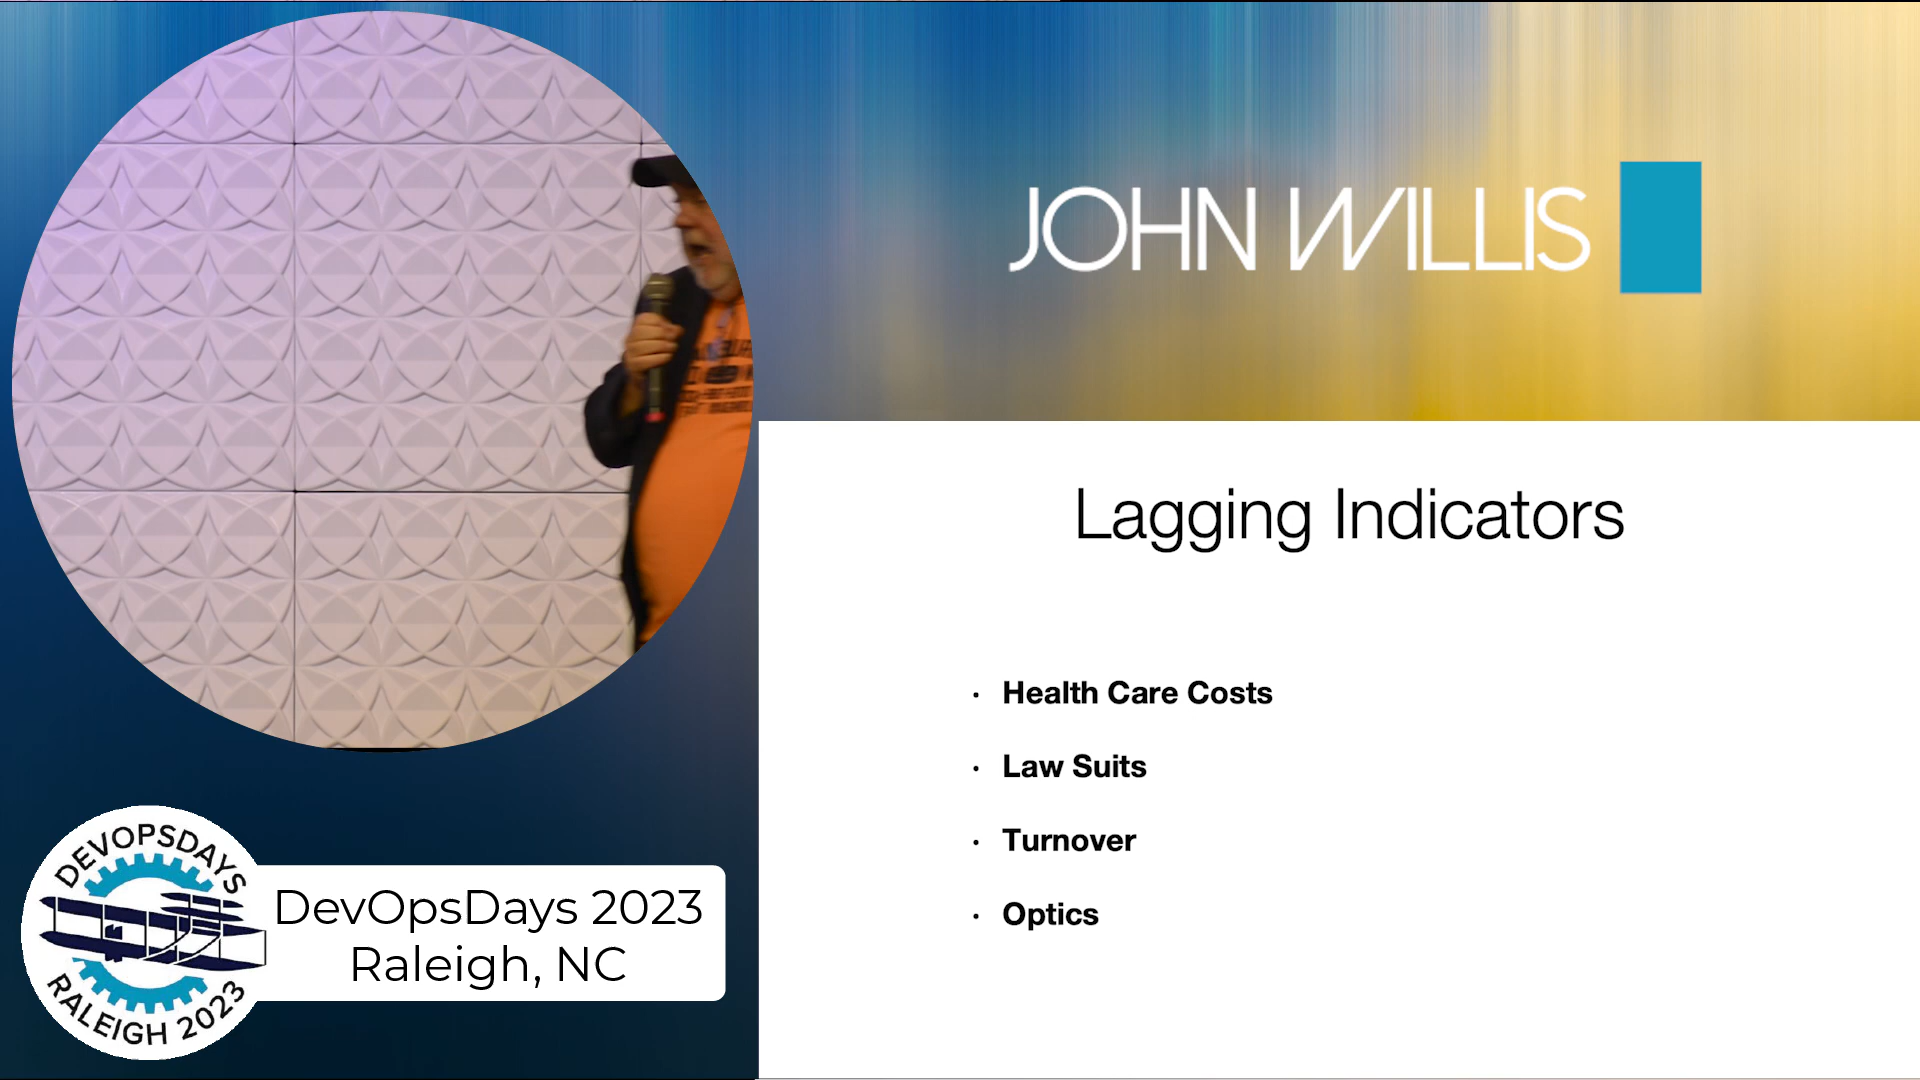 JOHN WILLIS
Lagging Indicators
· Health Care Costs
· Law Suits
· Turnover
· Optics
DEVOPSDAYS
RALEIGH 2023
DevOpsDays 2023
Raleigh, NC